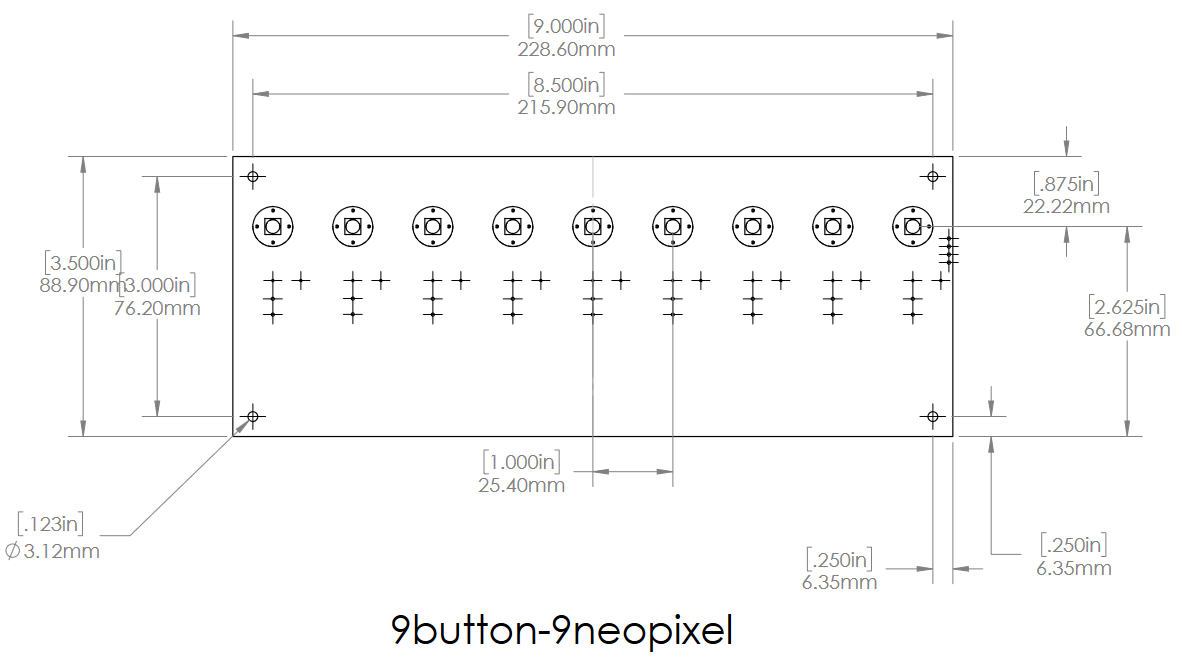 [9.000in]
228.60mm
[8.500in]
215.90mm
[.875in]
22.22mm
[3.500in]
88.90mm
[3.000in]
76.20mm
[2.625in]
66.68mm
[1.000in]
25.40mm
[.123in]
Ø3.12mm
[.250in]
6.35mm
[.250in]
6.35mm
9button-9neopixel